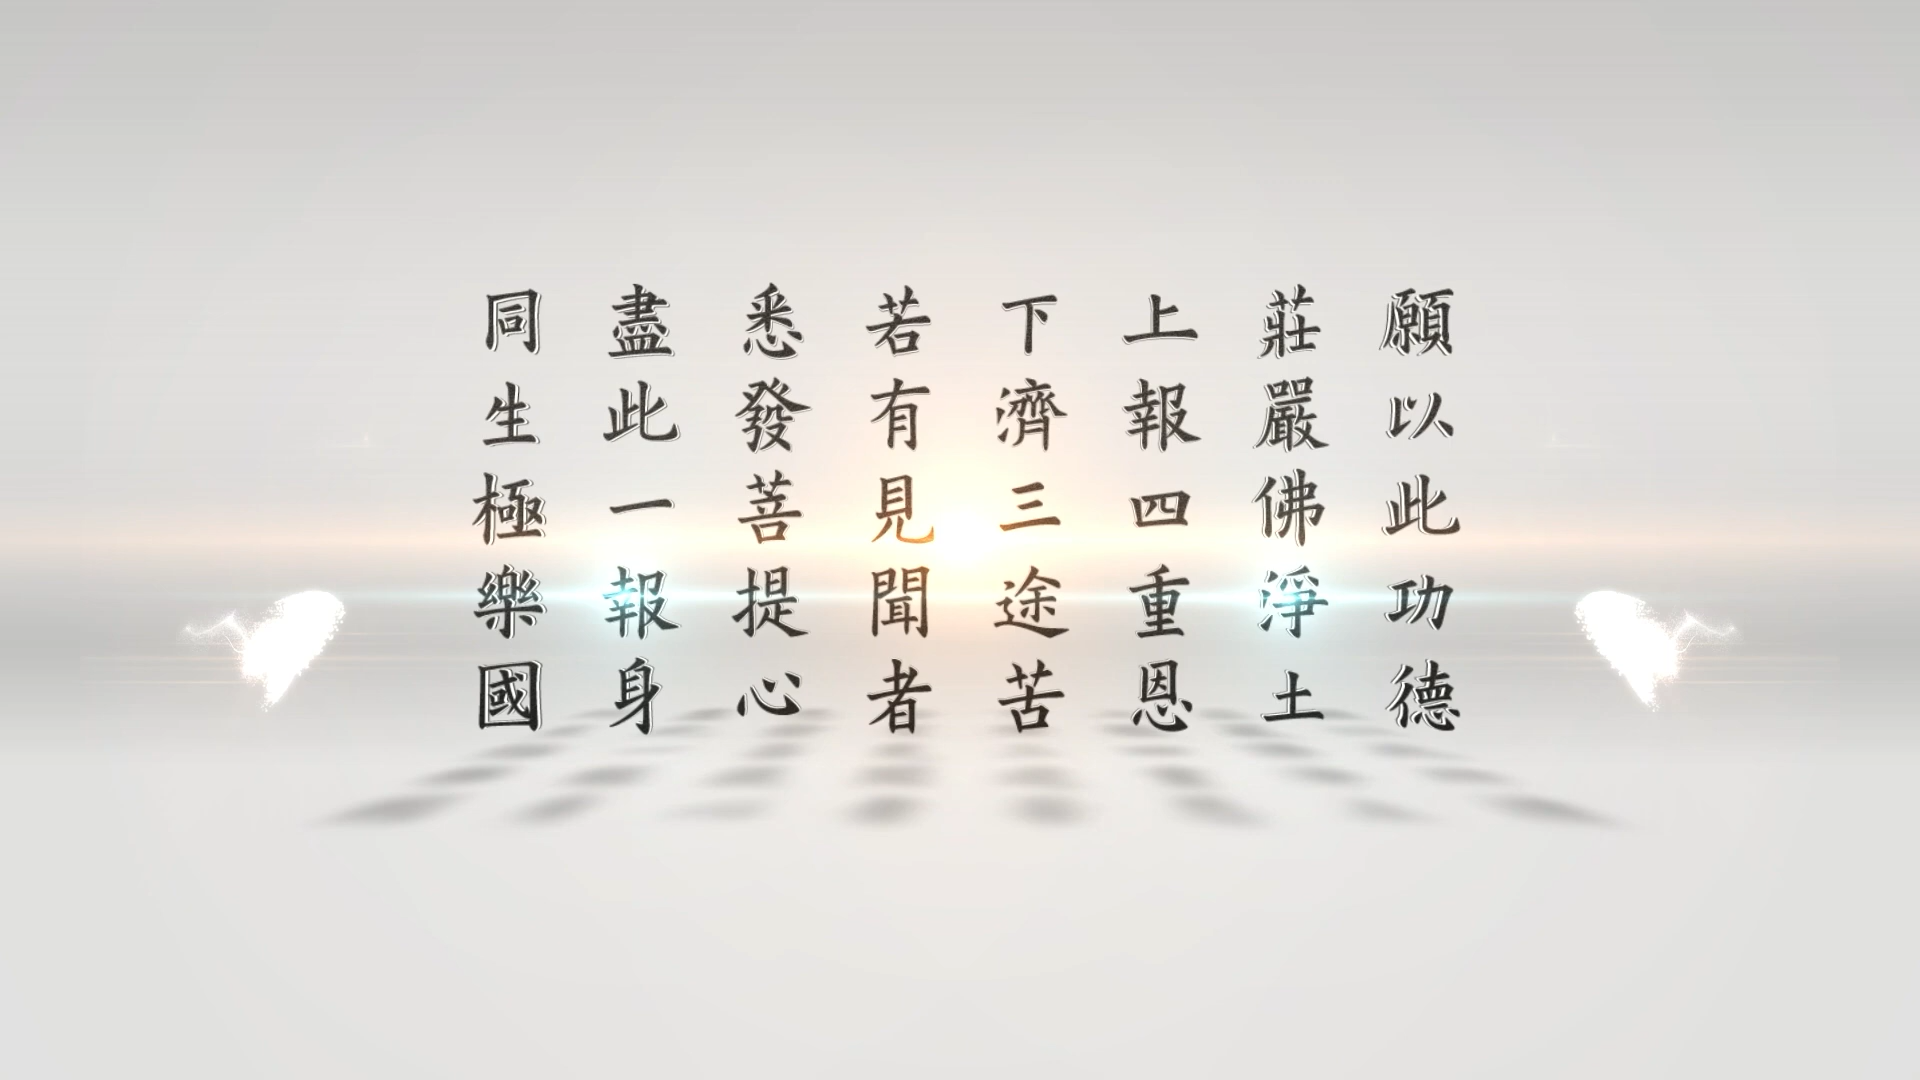 願以此功德
莊嚴佛淨土
上報四重恩
下濟三途苦
若有見聞者
悉發菩提心
盡此一報身
同生極樂國